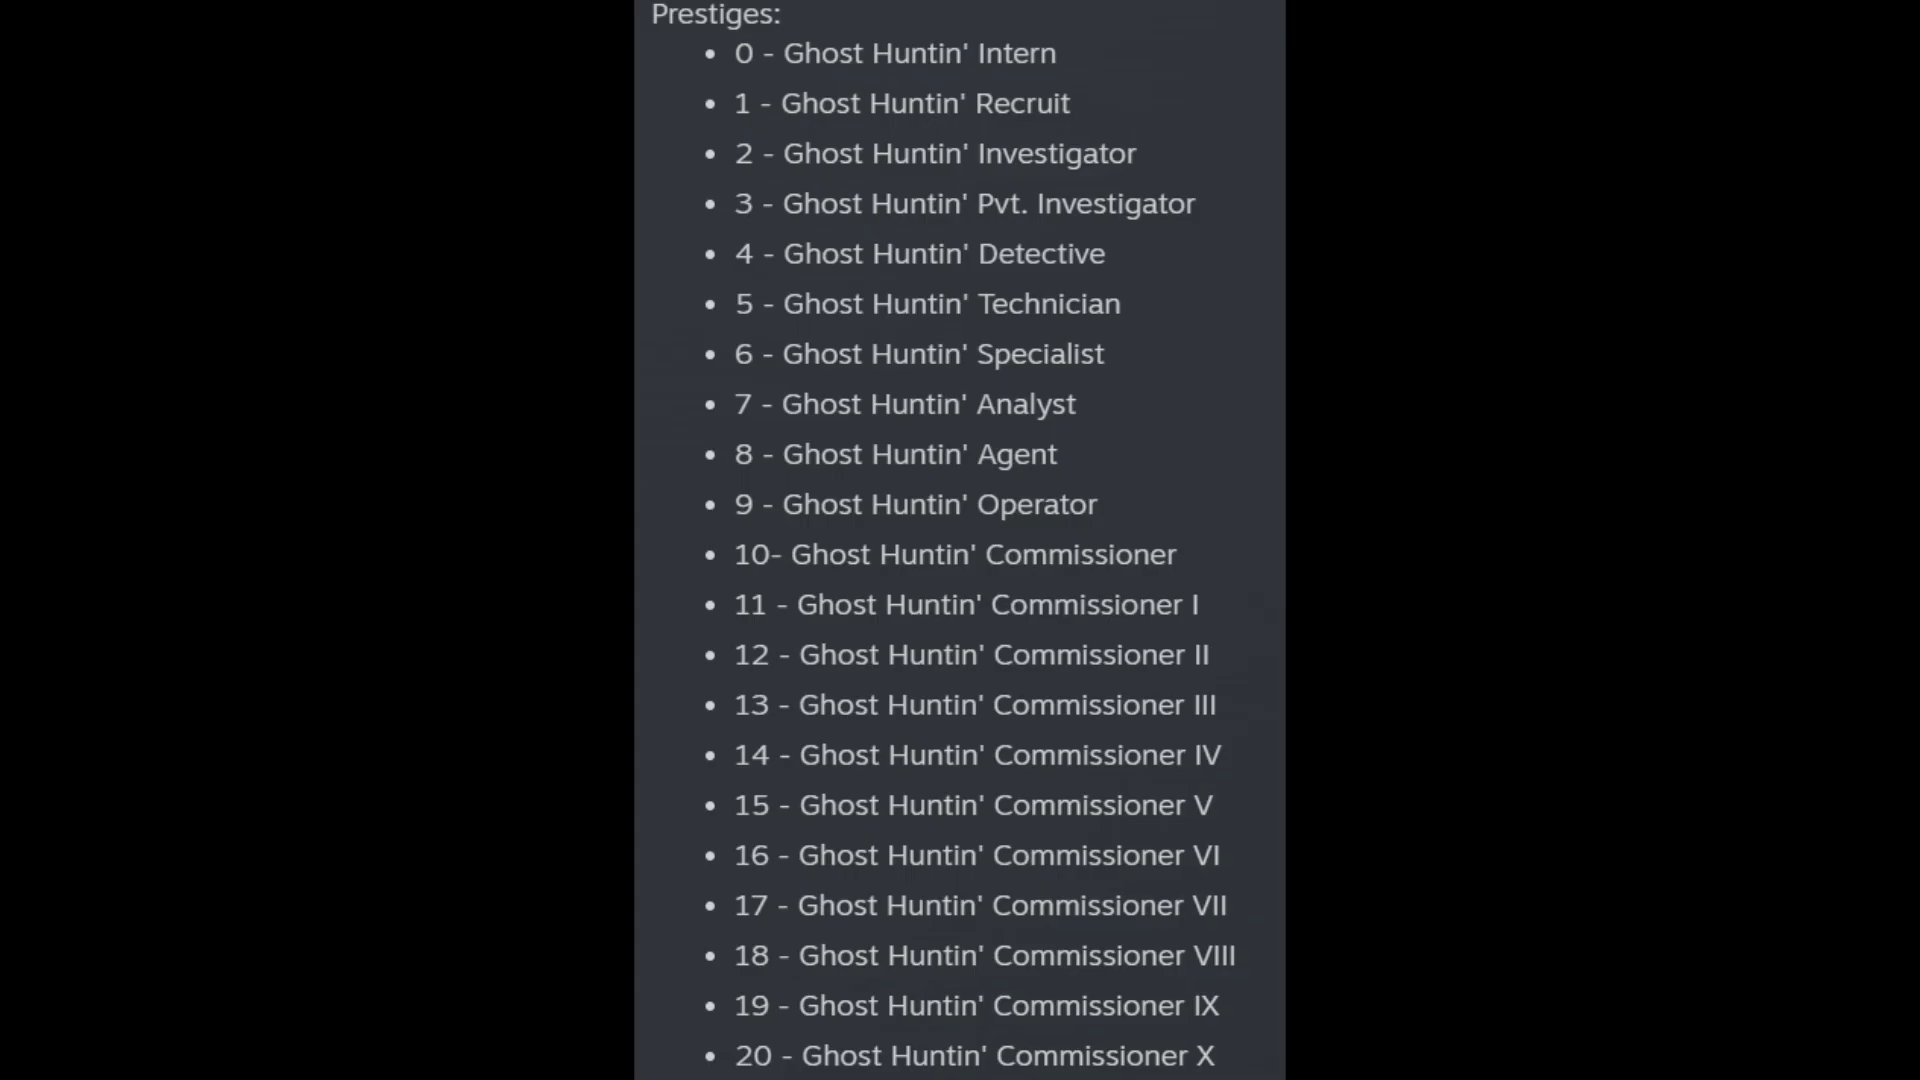 Prestiges:
• 0 - Ghost Huntin' Intern
• 1 - Ghost Huntin' Recruit
• 2 - Ghost Huntin' Investigator
• 3 - Ghost Huntin' Pvt. Investigator
• 4 - Ghost Huntin' Detective
• 5 - Ghost Huntin' Technician
• 6 - Ghost Huntin' Specialist
• 7 - Ghost Huntin' Analyst
• 8 - Ghost Huntin' Agent
• 9 - Ghost Huntin' Operator
• 10- Ghost Huntin' Commissioner
• 11 - Ghost Huntin' Commissioner I
• 12 - Ghost Huntin' Commissioner II
• 13 - Ghost Huntin' Commissioner III
• 14 - Ghost Huntin' Commissioner IV
• 15 - Ghost Huntin' Commissioner V
• 16 - Ghost Huntin' Commissioner VI
• 17 - Ghost Huntin' Commissioner VII
• 18 - Ghost Huntin' Commissioner VIII
• 19 - Ghost Huntin' Commissioner IX
• 20 - Ghost Huntin' Commissioner X